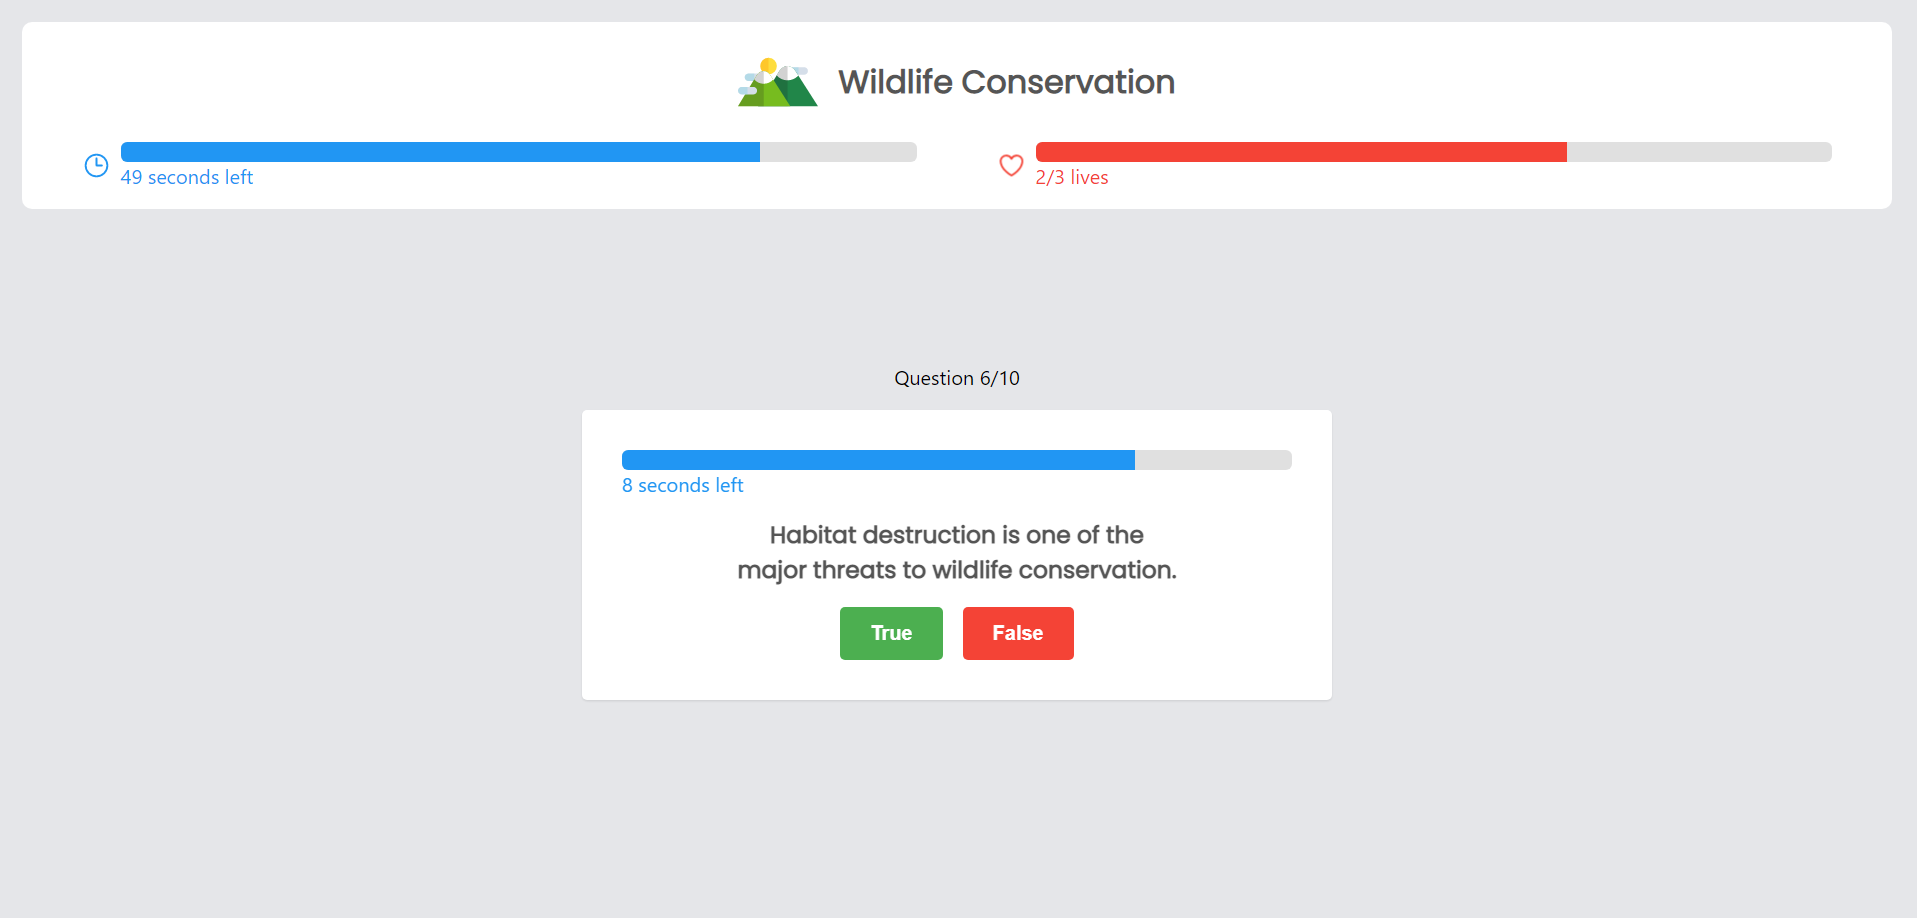 Wildlife Conservation
49 seconds left
2/3 lives
Question 6/10
8 seconds left
Habitat destruction is one of the
major threats to wildlife conservation.
True
False